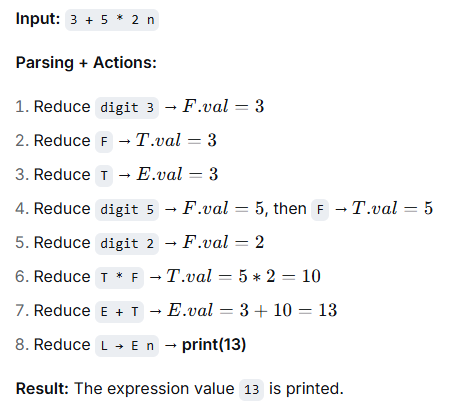 Input: 3 + 5 * 2 n
Parsing + Actions:
1. Reduce digit 3 → F.val = 3
2. Reduce F → T.val = 3
3. Reduce T → E.val = 3
4. Reduce digit 5 → F.val = 5, then F → T.val = 5
5. Reduce digit 2 → F.val = 2
6. Reduce T * F → T.val = 5 ∗ 2 = 10
7. Reduce E + T → E.val = 3 + 10 = 13
8. Reduce L → E n → print(13)
Result: The expression value 13 is printed.